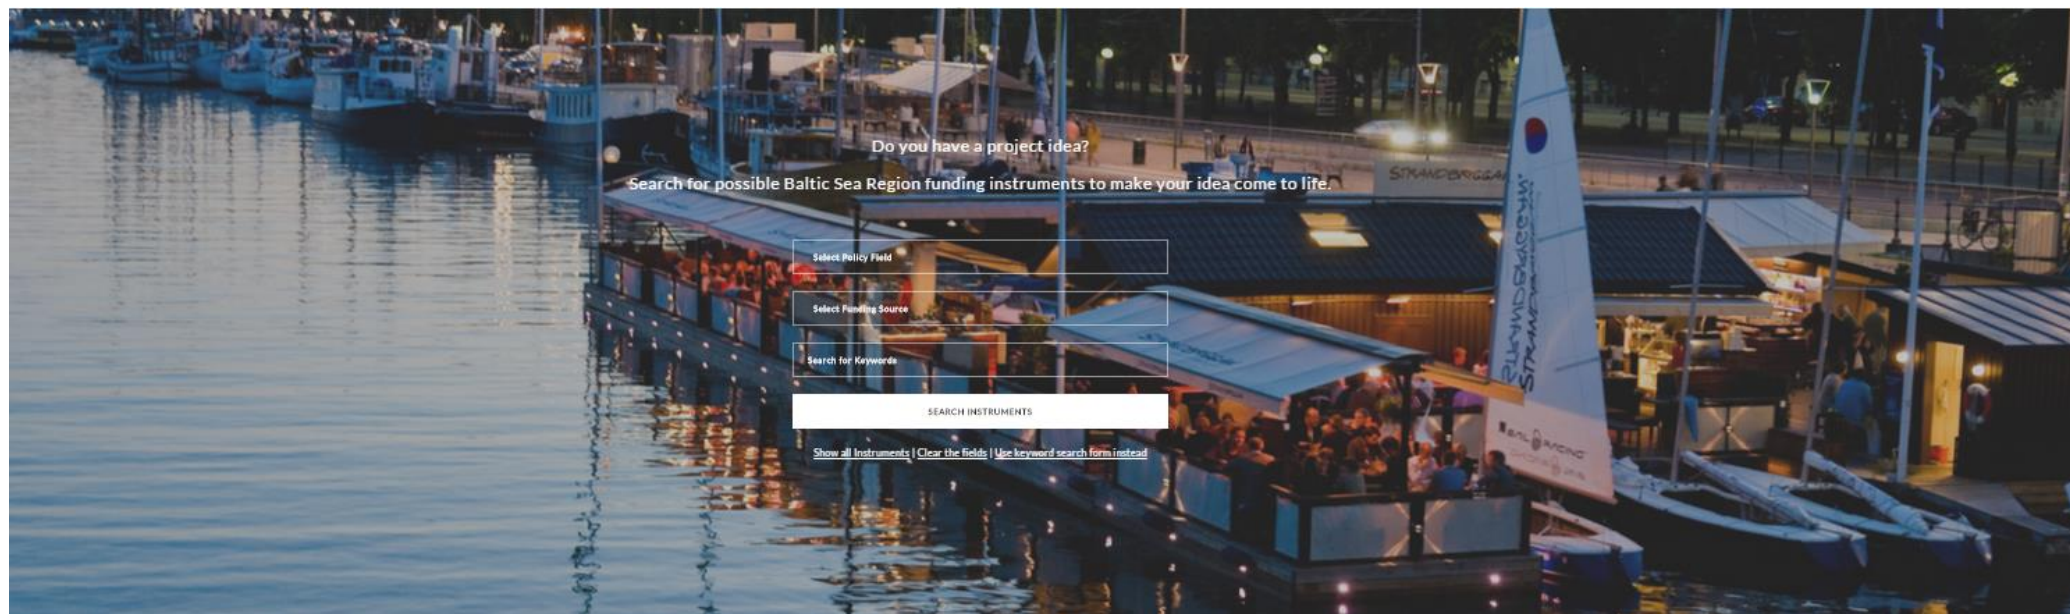 Do you have a project idea?
Search for possible Baltic Sea Region funding instruments to make your idea come to life.
Select Policy Field
Select Funding Source
Search for Keywords
SEARCH INSTRUMENTS
Show all Instruments | Clear the fields | Use keyword search form instead
STRANDBRYGGAN
STRANDBRYGGAN